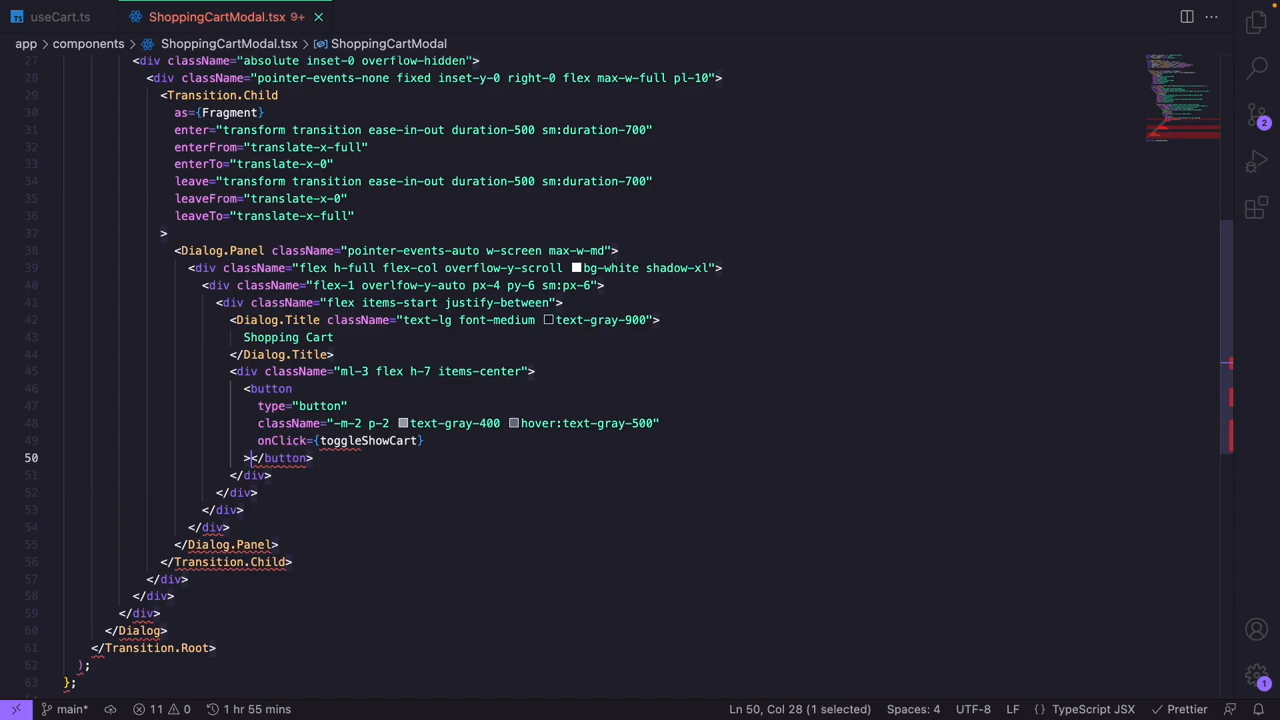 useCart.ts
ShoppingCartModal.tsx 9+
app
components
ShoppingCartModal.tsx
ShoppingCartModal
27 <div className="absolute inset-0 overflow-hidden">
28 <div className="pointer-events-none fixed inset-y-0 right-0 flex max-w-full pl-10">
29 <Transition.Child
30 as={Fragment}
31 enter="transform transition ease-in-out duration-500 sm:duration-700"
32 enterFrom="translate-x-full"
33 enterTo="translate-x-0"
34 leave="transform transition ease-in-out duration-500 sm:duration-700"
35 leaveFrom="translate-x-0"
36 leaveTo="translate-x-full"
37 >
38 <Dialog.Panel className="pointer-events-auto w-screen max-w-md">
39 <div className="flex h-full flex-col overflow-y-scroll bg-white shadow-xl">
40 <div className="flex-1 overlfow-y-auto px-4 py-6 sm:px-6">
41 <div className="flex items-start justify-between">
42 <Dialog.Title className="text-lg font-medium text-gray-900">
43 Shopping Cart
44 </Dialog.Title>
45 <div className="ml-3 flex h-7 items-center">
46 <button
47 type="button"
48 className="-m-2 p-2 text-gray-400 hover:text-gray-500"
49 onClick={toggleShowCart}
50 ></button>
51 </div>
52 </div>
53 </div>
54 </div>
55 </Dialog.Panel>
56 </Transition.Child>
57 </div>
58 </div>
59 </div>
60 </Dialog>
61 </Transition.Root>
62 );
63 };
2
1
main*
11
0
1 hr 55 mins
Ln 50, Col 28 (1 selected)
Spaces: 4
UTF-8
LF
{ } TypeScript JSX
Prettier